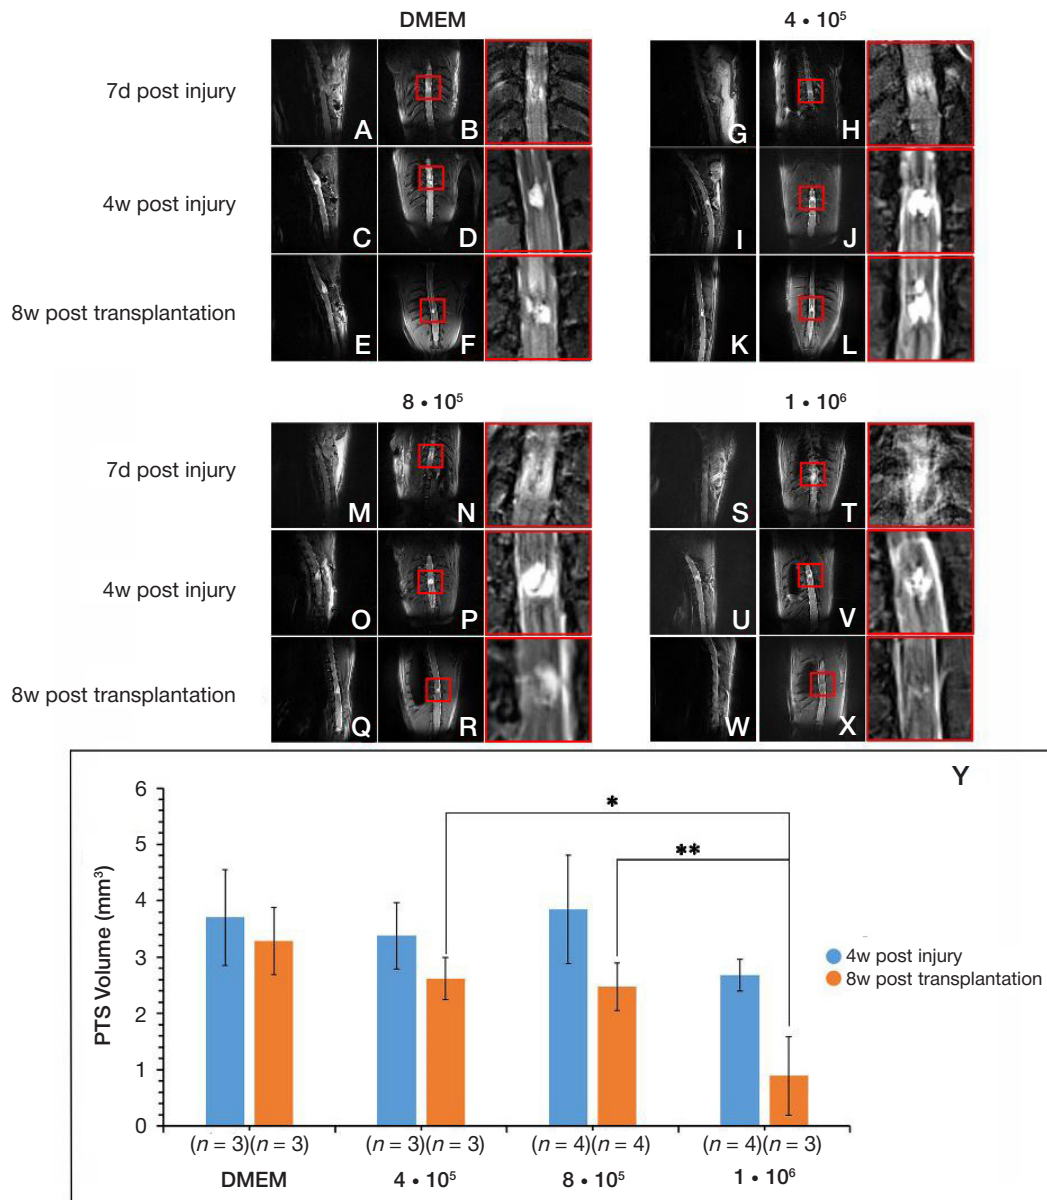 DMEM
4 • 10⁵
7d post injury
A
B
G
H
4w post injury
C
D
I
J
8w post transplantation
E
F
K
L
8 • 10⁵
1 • 10⁶
7d post injury
M
N
S
T
4w post injury
O
P
U
V
8w post transplantation
Q
R
W
X
Y
6
5
4
3
2
1
0
PTS Volume (mm³)
*
**
4w post injury
8w post transplantation
(n = 3)(n = 3)
(n = 3)(n = 3)
(n = 4)(n = 4)
(n = 4)(n = 3)
DMEM
4 • 10⁵
8 • 10⁵
1 • 10⁶